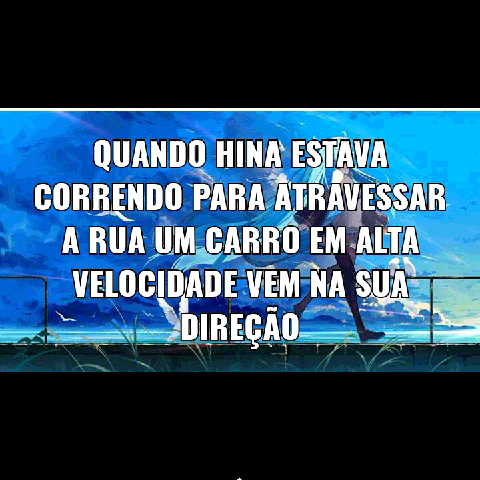 QUANDO HINA ESTAVA
CORRENDO PARA ATRAVESSAR
A RUA UM CARRO EM ALTA
VELOCIDADE VEM NA SUA
DIREÇÃO